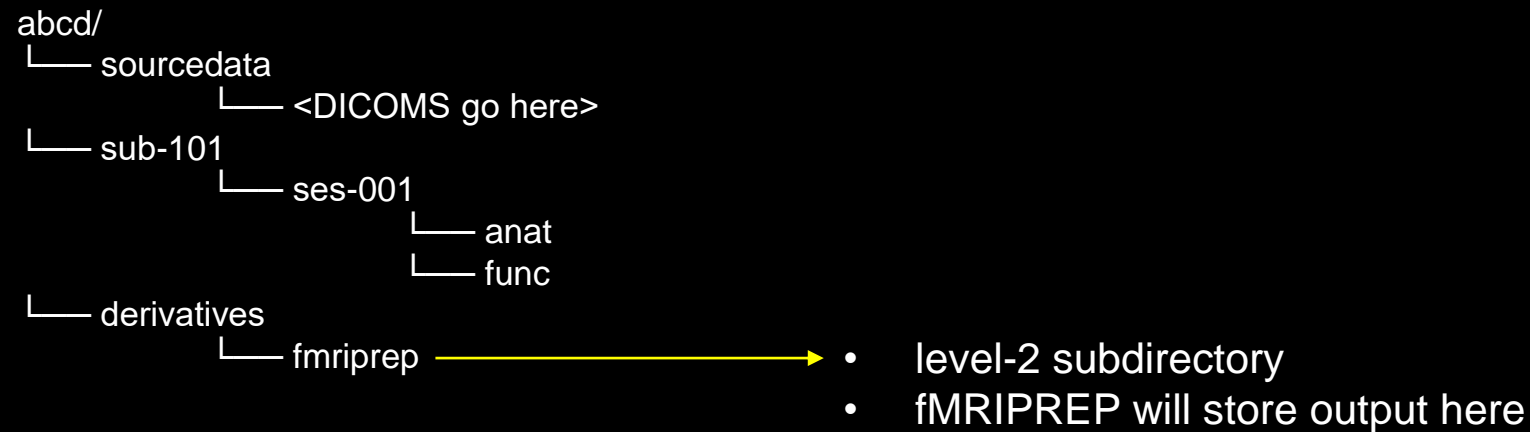 abcd/
└── sourcedata
└── <DICOMS go here>
└── sub-101
└── ses-001
└── anat
└── func
└── derivatives
└── fmriprep • level-2 subdirectory
• fMRIPREP will store output here